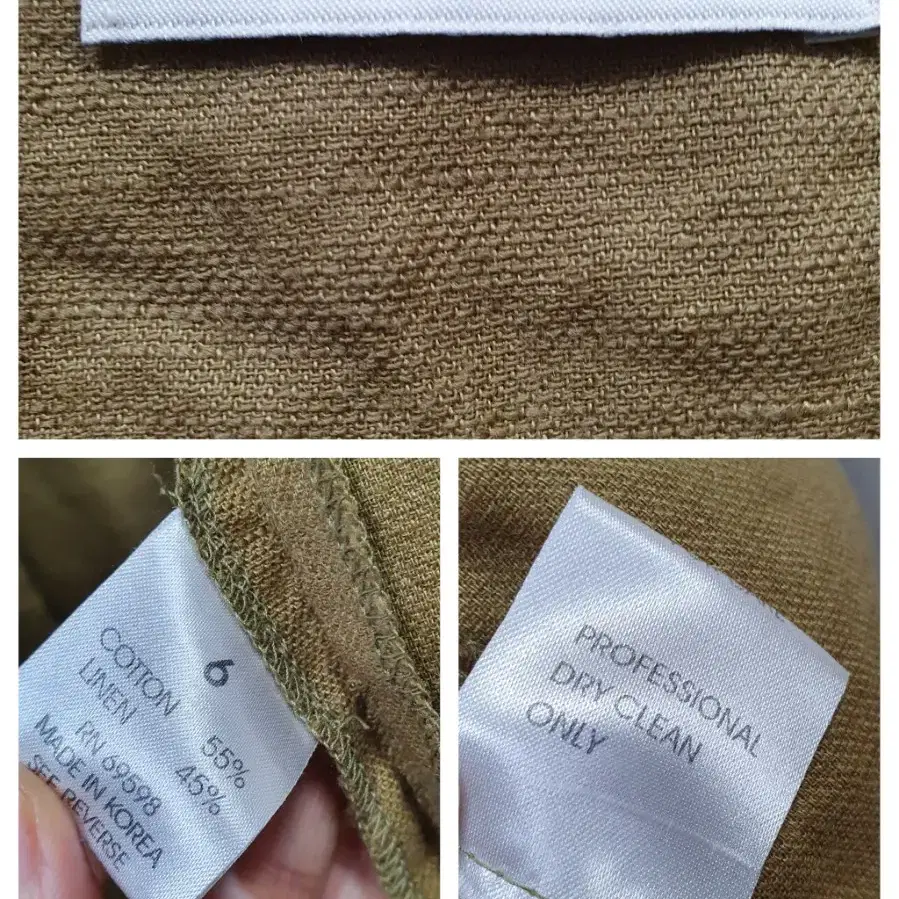 6
COTTON 55%
LINEN 45%
RN 69598
MADE IN KOREA
SEE REVERSE
PROFESSIONAL
DRY CLEAN
ONLY